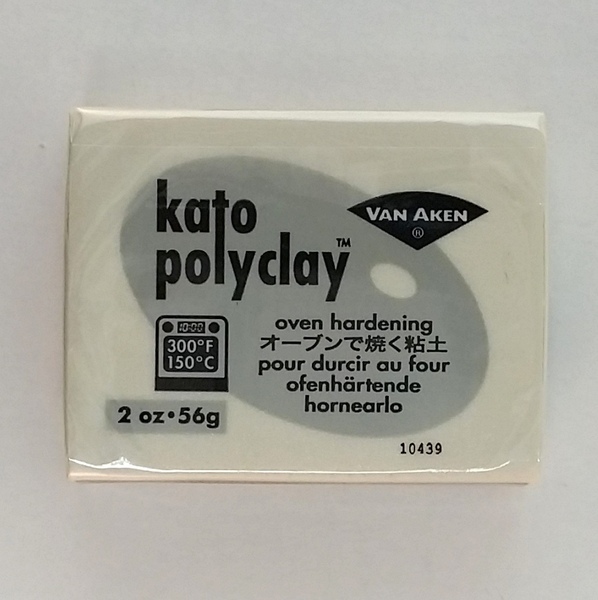 kato
polyclay™
VAN AKEN
®
10:00
300°F
150°C
oven hardening
オーブンで焼く粘土
pour durcir au four
ofenhärtende
hornearlo
2 oz•56g
10439